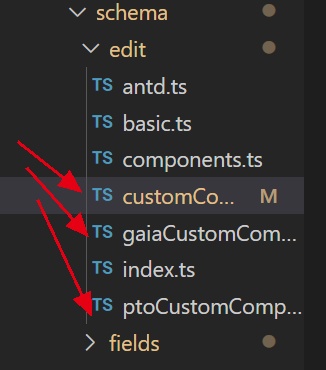 schema
edit
TS antd.ts
TS basic.ts
TS components.ts
TS customCo... M
TS gaiaCustomCom...
TS index.ts
TS ptoCustomComp...
fields